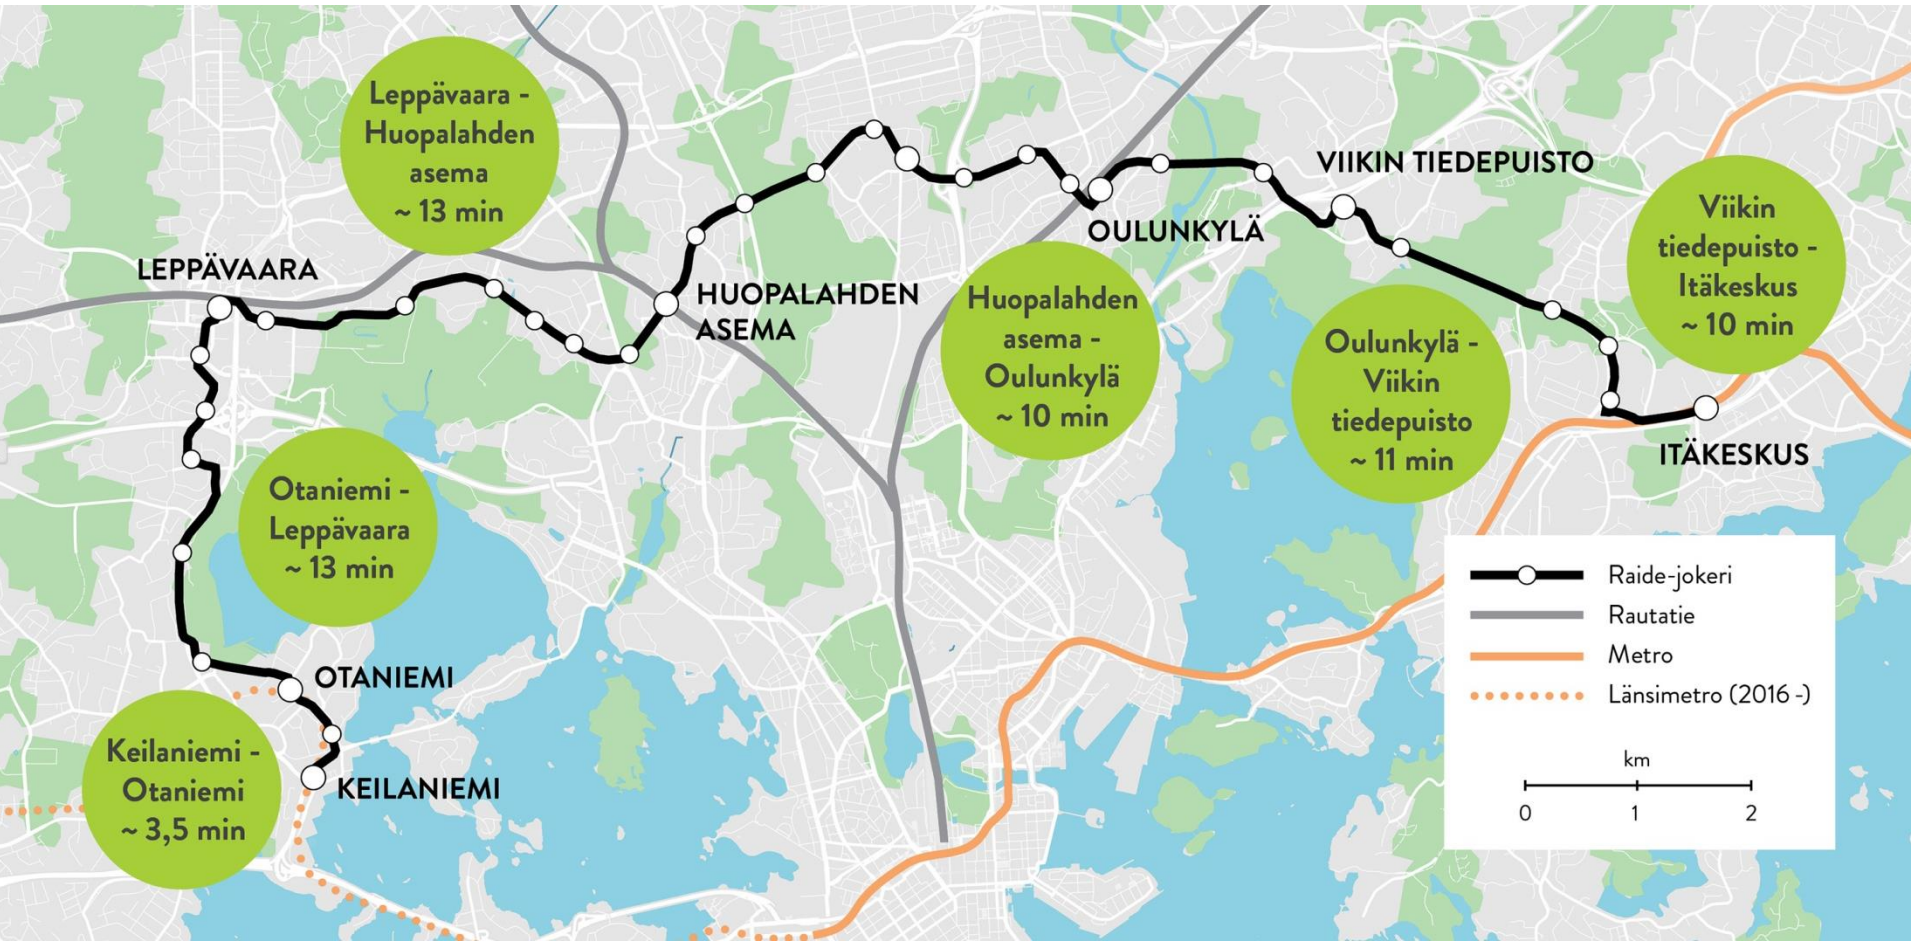 Leppävaara -
Huopalahden
asema
~ 13 min
LEPPÄVAARA
HUOPALAHDEN
ASEMA
OULUNKYLÄ
VIIKIN TIEDEPUISTO
Viikin
tiedepuisto -
Itäkeskus
~ 10 min
Huopalahden
asema -
Oulunkylä
~ 10 min
Oulunkylä -
Viikin
tiedepuisto
~ 11 min
ITÄKESKUS
Otaniemi -
Leppävaara
~ 13 min
OTANIEMI
Keilaniemi -
Otaniemi
~ 3,5 min
KEILANIEMI
Raide-jokeri
Rautatie
Metro
Länsimetro (2016 -)
km
0 1 2